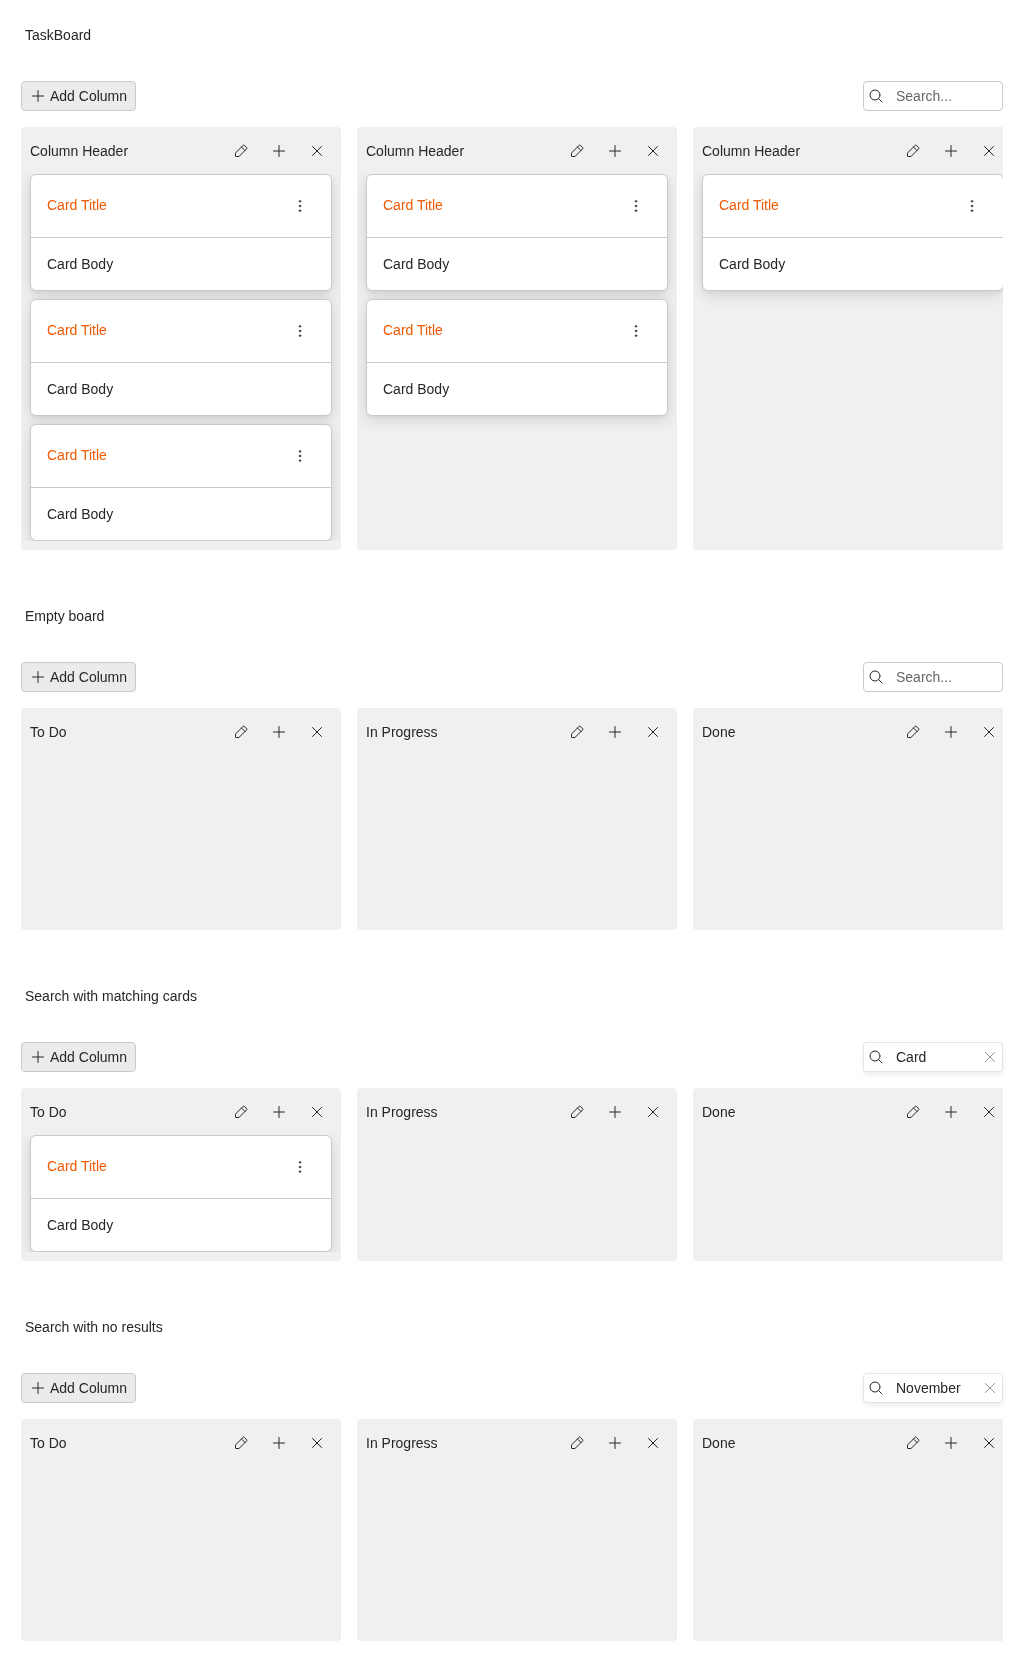 TaskBoard
Add Column
Search...
Column Header
Column Header
Column Header
Card Title
Card Title
Card Title
Card Body
Card Body
Card Body
Card Title
Card Title
Card Body
Card Body
Card Title
Card Body
Empty board
Add Column
Search...
To Do
In Progress
Done
Search with matching cards
Add Column
Card
To Do
In Progress
Done
Card Title
Card Body
Search with no results
Add Column
November
To Do
In Progress
Done